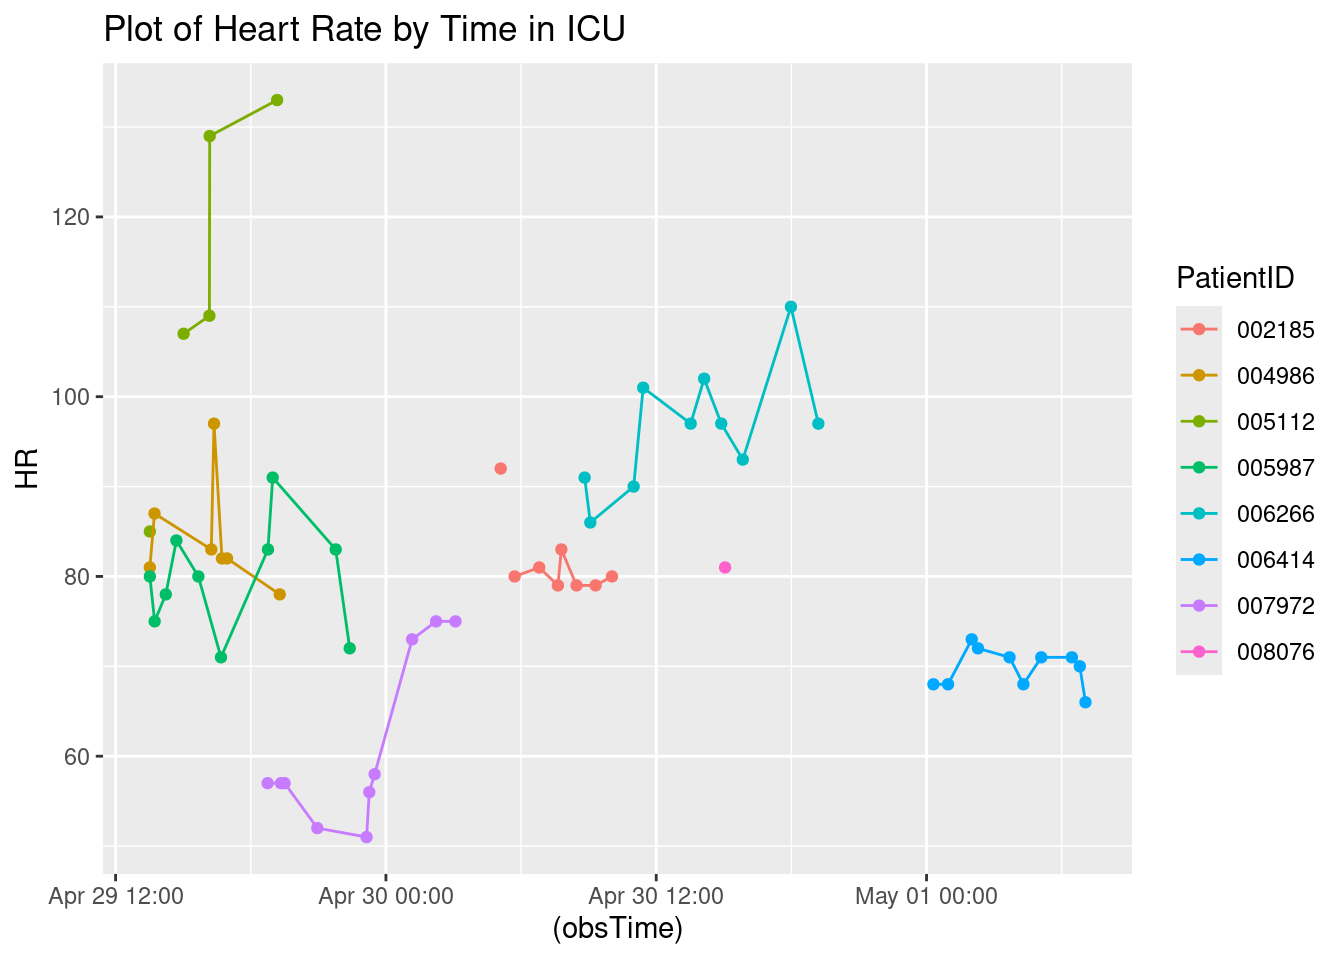 Plot of Heart Rate by Time in ICU
120
100
80
60
HR
Apr 29 12:00
Apr 30 00:00
Apr 30 12:00
May 01 00:00
(obsTime)
PatientID
002185
004986
005112
005987
006266
006414
007972
008076